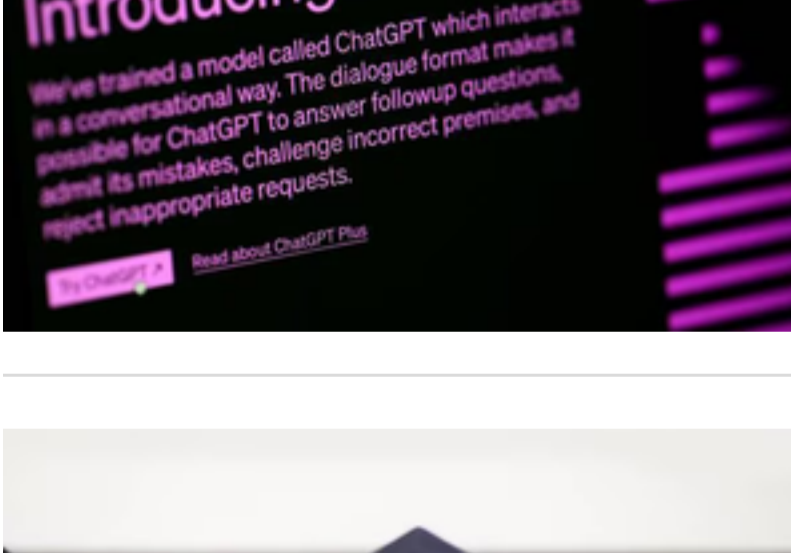 Introducing
We've trained a model called ChatGPT which interacts
in a conversational way. The dialogue format makes it
possible for ChatGPT to answer followup questions,
admit its mistakes, challenge incorrect premises, and
reject inappropriate requests.
Try ChatGPT ↗
Read about ChatGPT Plus